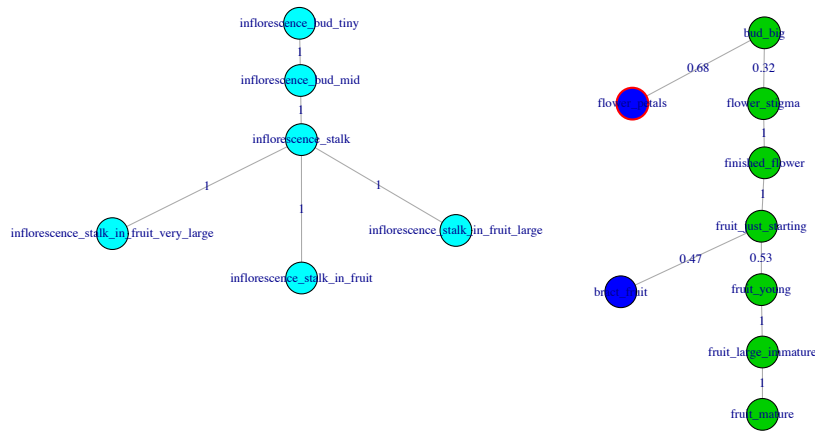 inflorescence_bud_tiny
1
inflorescence_bud_mid
1
inflorescence_stalk
1
1
1
inflorescence_stalk_in_fruit_very_large
inflorescence_stalk_in_fruit_large
inflorescence_stalk_in_fruit
bud_big
0.68
0.32
flower_petals
flower_stigma
1
finished_flower
1
fruit_just_starting
0.47
0.53
fruit_young
1
fruit_large_immature
1
fruit_mature